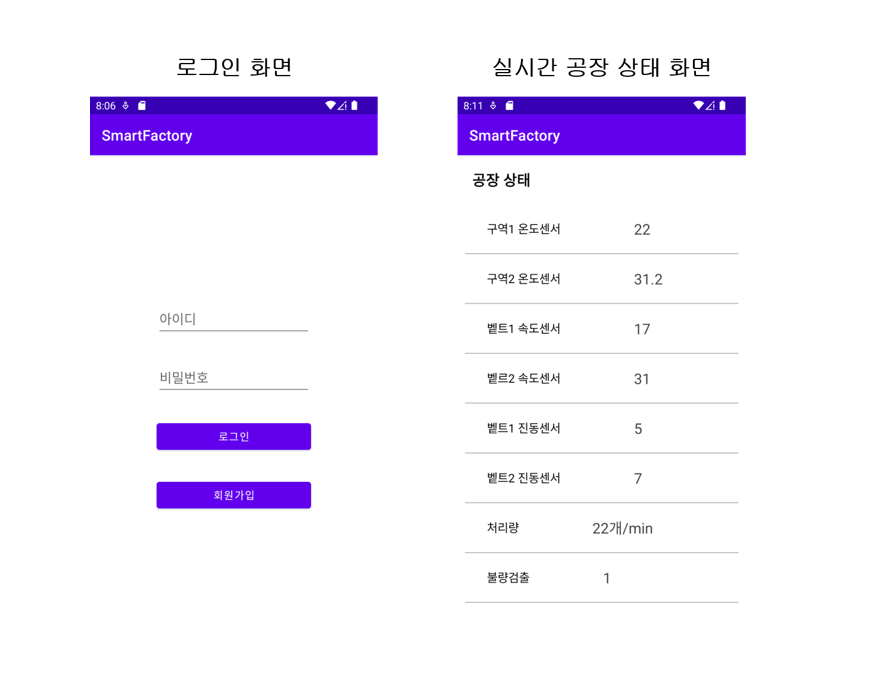 로그인 화면
8:06
SmartFactory
아이디
비밀번호
로그인
회원가입
실시간 공장 상태 화면
8:11
SmartFactory
공장 상태
구역1 온도센서 22
구역2 온도센서 31.2
벨트1 속도센서 17
벨르2 속도센서 31
벨트1 진동센서 5
벨트2 진동센서 7
처리량 22개/min
불량검출 1